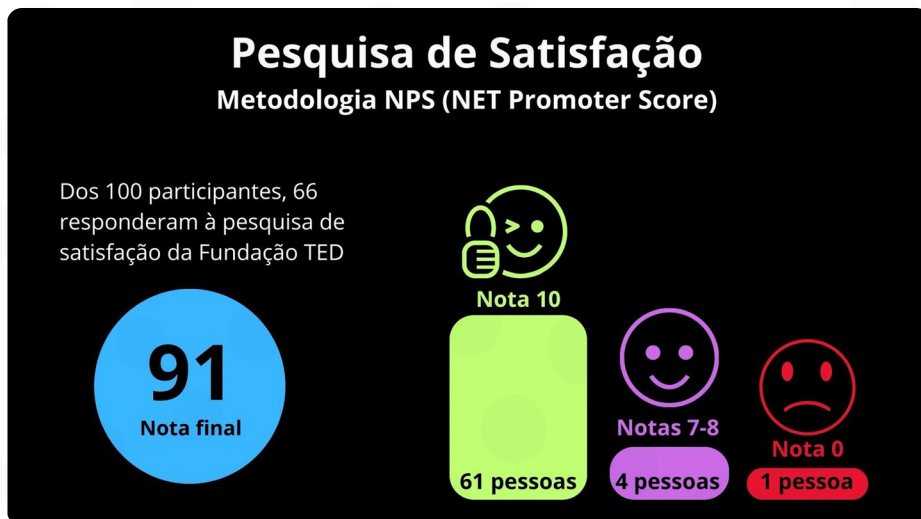 Pesquisa de Satisfação
Metodologia NPS (NET Promoter Score)
Dos 100 participantes, 66
responderam à pesquisa de
satisfação da Fundação TED
91
Nota final
Nota 10
61 pessoas
Notas 7-8
4 pessoas
Nota 0
1 pessoa